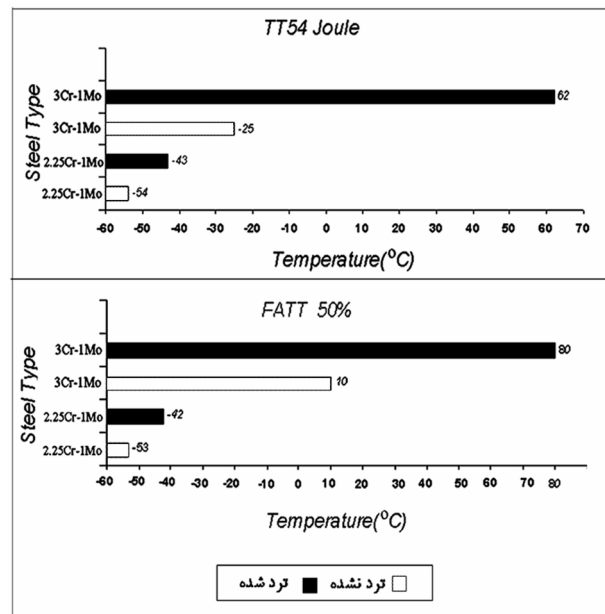 TT54 Joule
Steel Type
3Cr-1Mo 62
3Cr-1Mo -25
2.25Cr-1Mo -43
2.25Cr-1Mo -54
-60 -50 -40 -30 -20 -10 0 10 20 30 40 50 60 70
Temperature(°C)
FATT 50%
Steel Type
3Cr-1Mo 80
3Cr-1Mo 10
2.25Cr-1Mo -42
2.25Cr-1Mo -53
-60 -50 -40 -30 -20 -10 0 10 20 30 40 50 60 70 80
Temperature(°C)
ترد نشده ترد شده